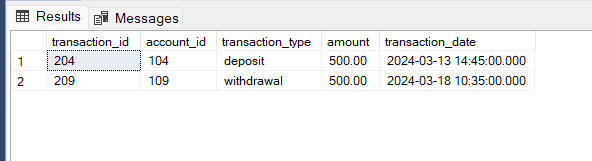 Results Messages
transaction_id account_id transaction_type amount transaction_date
1 204 104 deposit 500.00 2024-03-13 14:45:00.000
2 209 109 withdrawal 500.00 2024-03-18 10:35:00.000